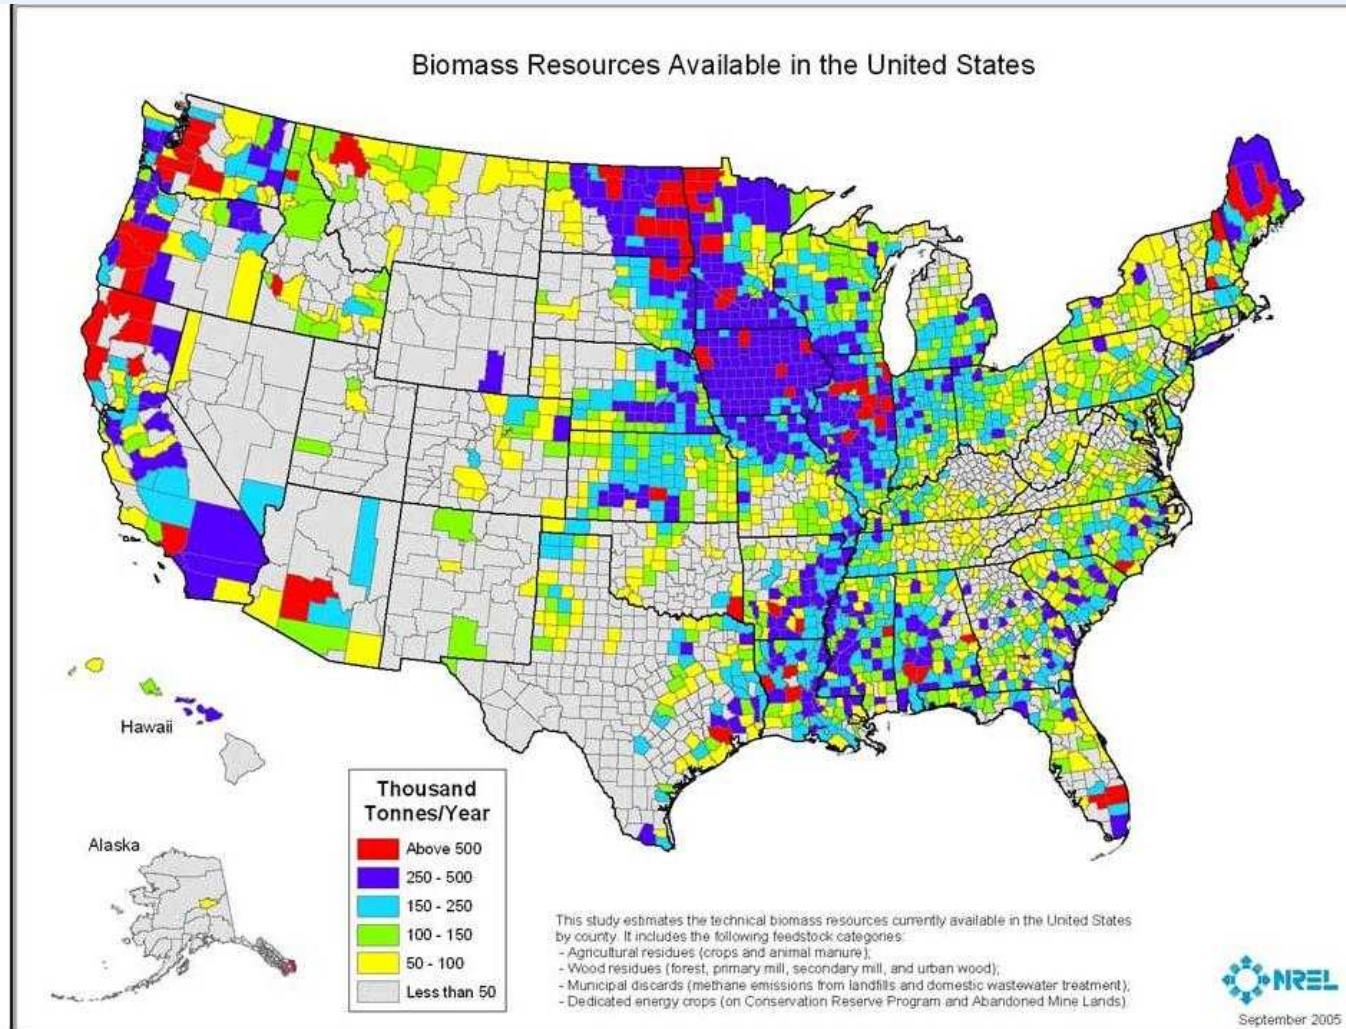 Biomass Resources Available in the United States
Hawaii
Alaska
Thousand
Tonnes/Year
Above 500
250 - 500
150 - 250
100 - 150
50 - 100
Less than 50
This study estimates the technical biomass resources currently available in the United States
by county. It includes the following feedstock categories:
- Agricultural residues (crops and animal manure);
- Wood residues (forest, primary mill, secondary mill, and urban wood);
- Municipal discards (methane emissions from landfills and domestic wastewater treatment);
- Dedicated energy crops (on Conservation Reserve Program and Abandoned Mine Lands).
NREL
September 2005